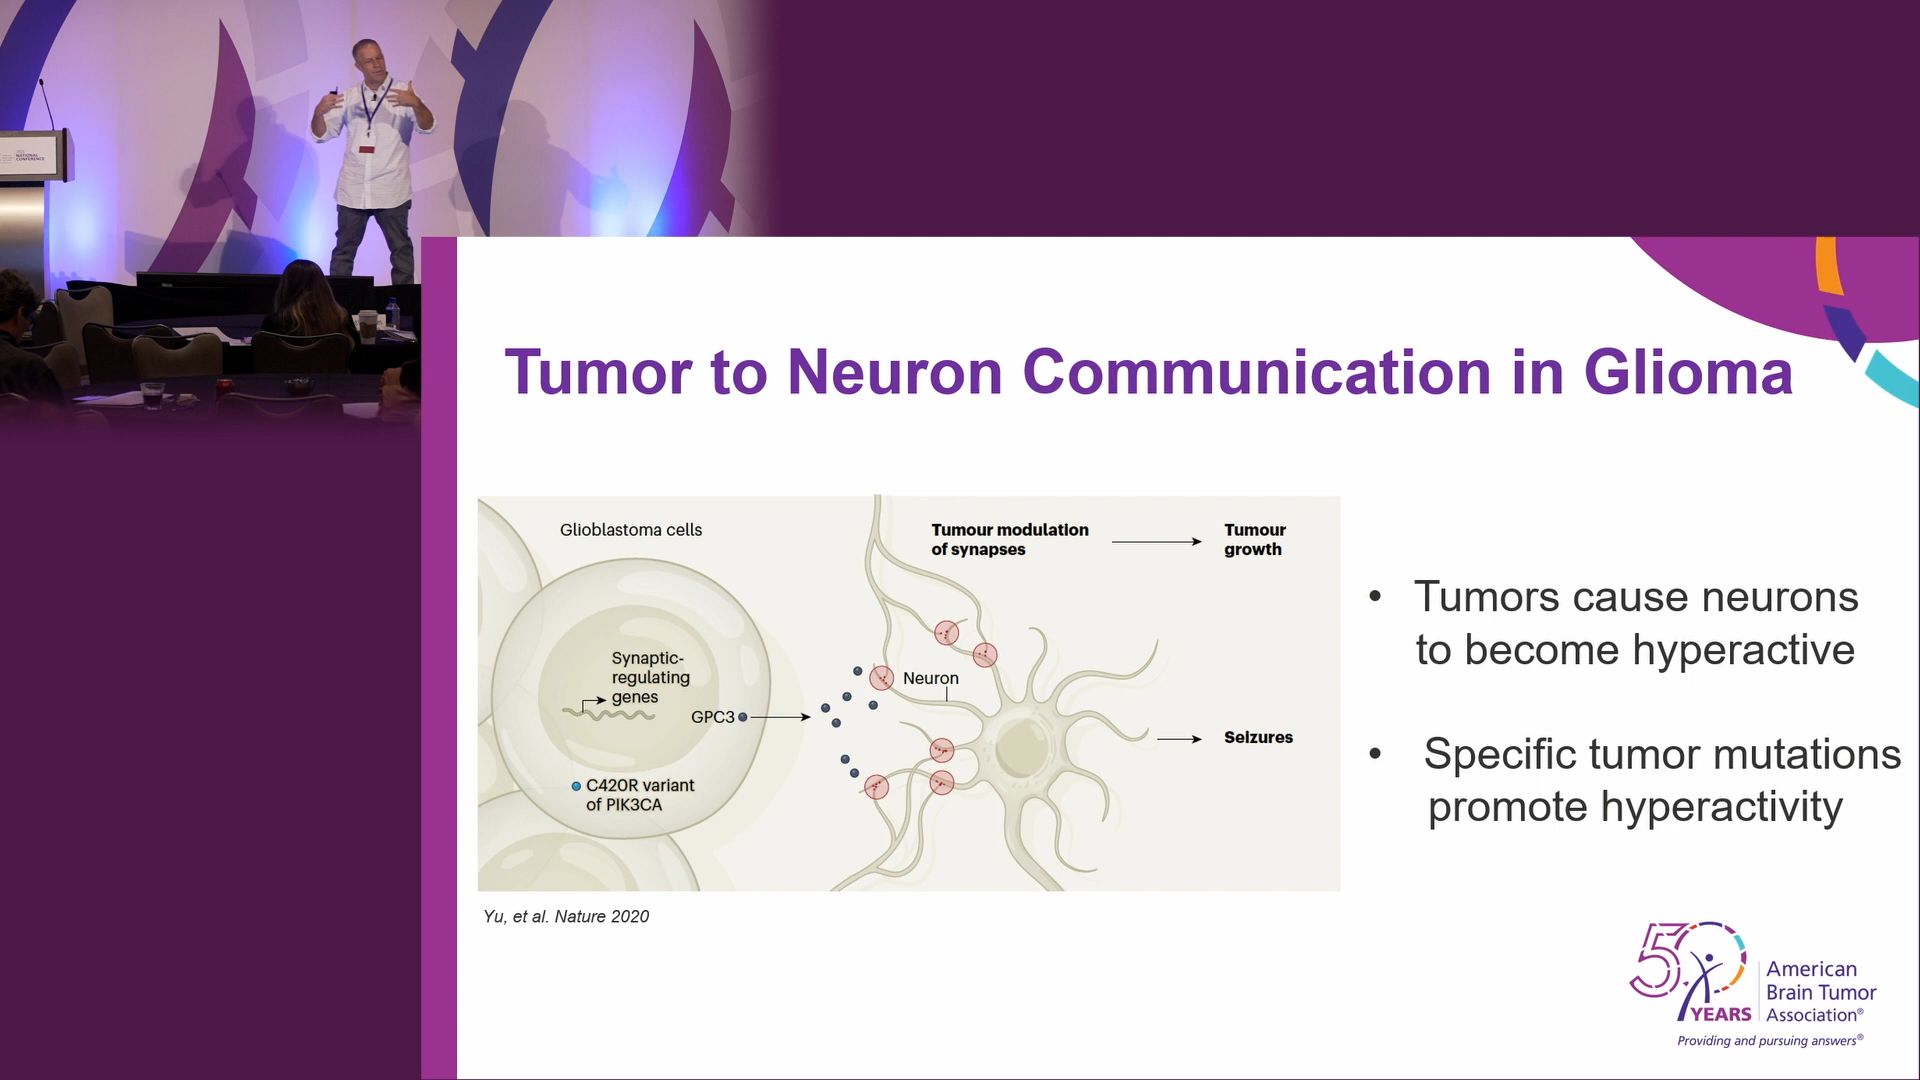 NATIONAL
CONFERENCE
Tumor to Neuron Communication in Glioma
Glioblastoma cells
Tumour modulation
of synapses
Tumour
growth
Synaptic-
regulating
genes
GPC3
C420R variant
of PIK3CA
Neuron
Seizures
• Tumors cause neurons
to become hyperactive
• Specific tumor mutations
promote hyperactivity
Yu, et al. Nature 2020
50
YEARS
American
Brain Tumor
Association®
Providing and pursuing answers®